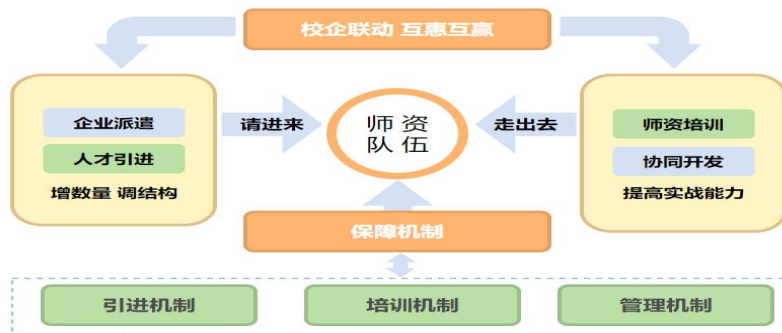 校企联动 互惠互赢
企业派遣
人才引进
增数量 调结构
请进来
师资
队伍
走出去
师资培训
协同开发
提高实战能力
保障机制
引进机制
培训机制
管理机制